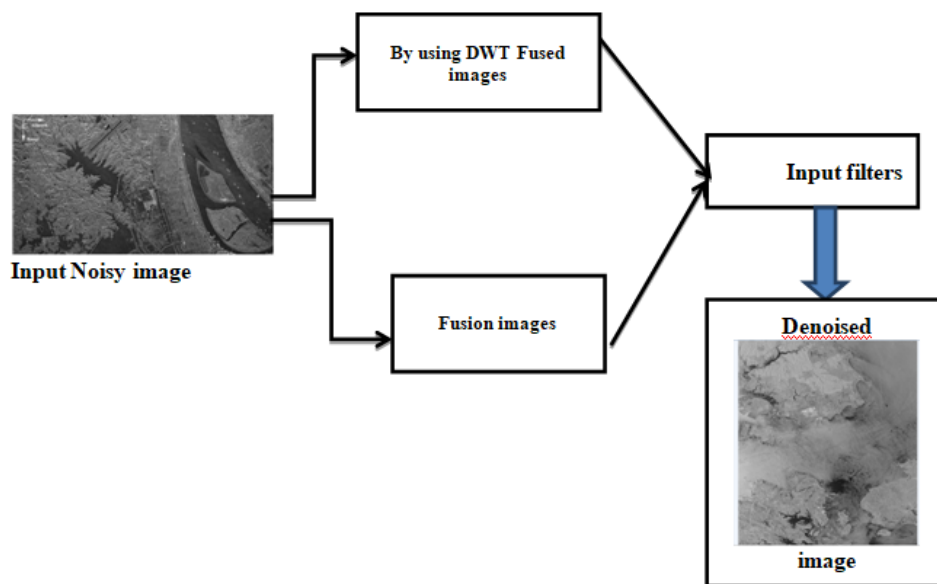 By using DWT Fused
images
Input filters
Input Noisy image
Fusion images
Denoised
image